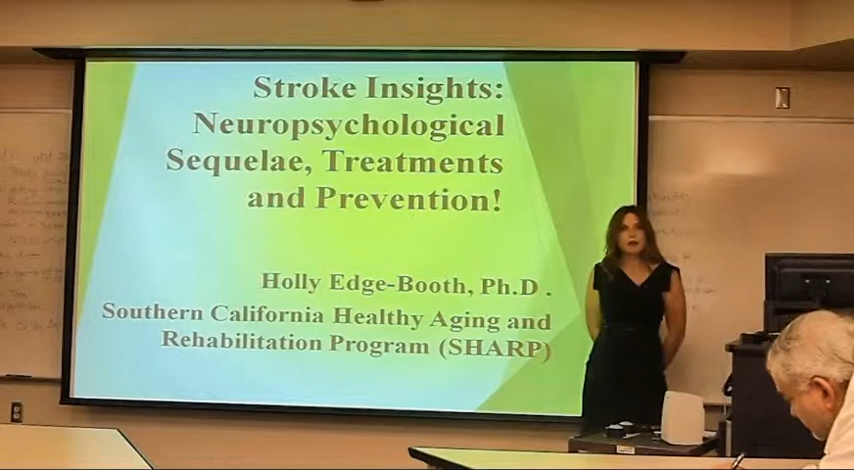 Stroke Insights:
Neuropsychological
Sequelae, Treatments
and Prevention!
Holly Edge-Booth, Ph.D.
Southern California Healthy Aging and
Rehabilitation Program (SHARP)